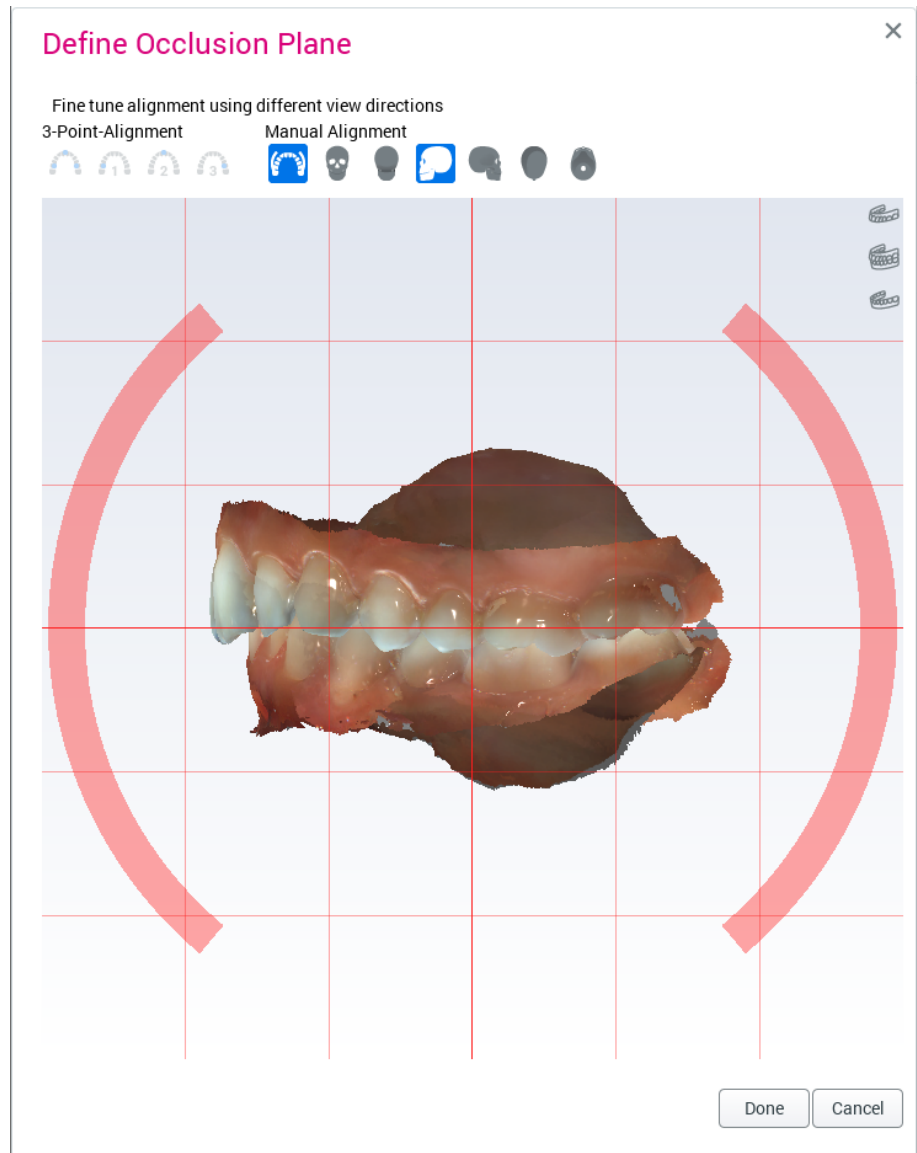 Define Occlusion Plane
Fine tune alignment using different view directions
3-Point-Alignment Manual Alignment
1 2 3
Done Cancel